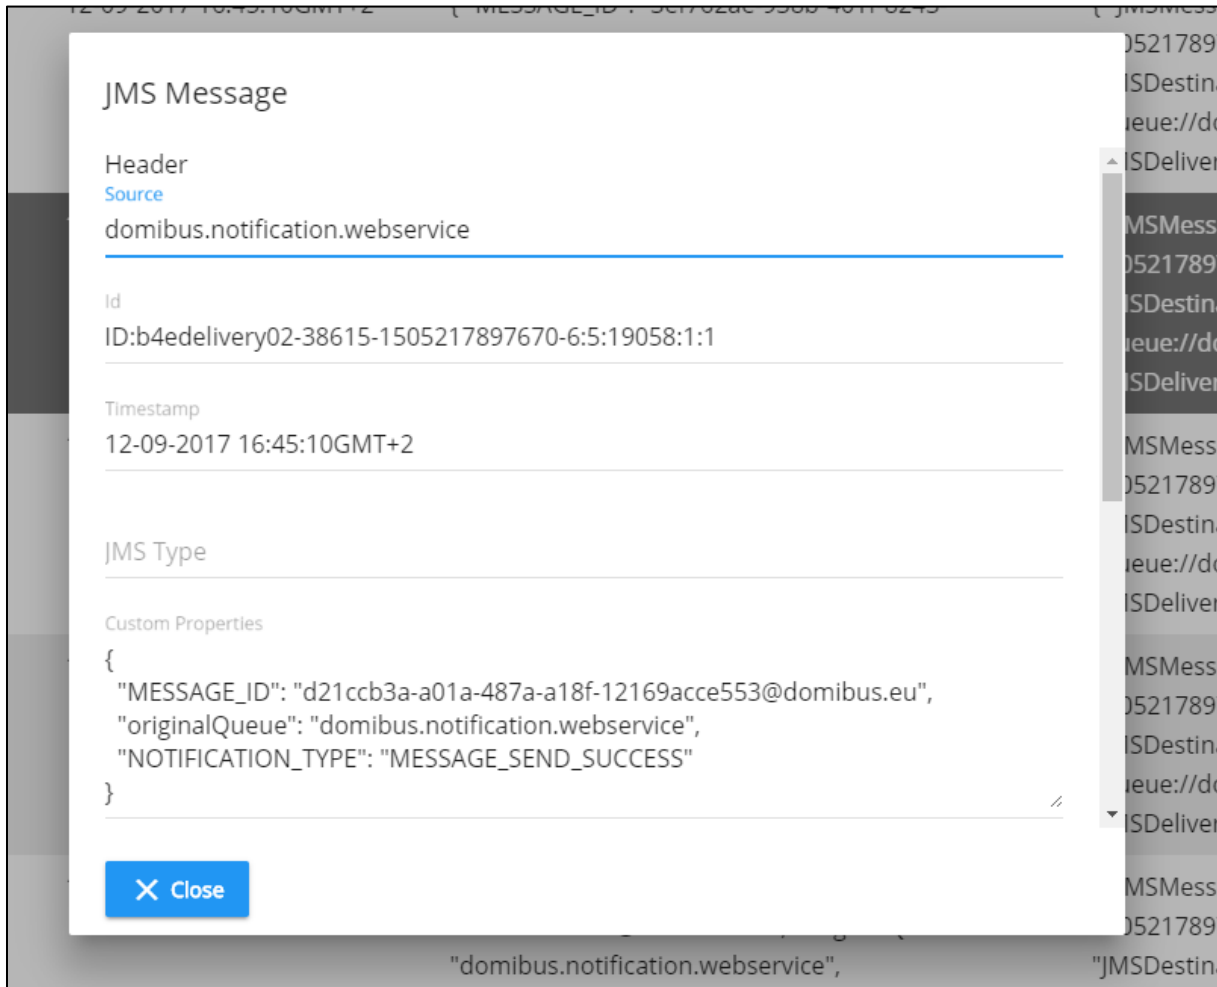 JMS Message
Header
Source
domibus.notification.webservice
Id
ID:b4edelivery02-38615-1505217897670-6:5:19058:1:1
Timestamp
12-09-2017 16:45:10GMT+2
JMS Type
Custom Properties
{
"MESSAGE_ID": "d21ccb3a-a01a-487a-a18f-12169acce553@domibus.eu",
"originalQueue": "domibus.notification.webservice",
"NOTIFICATION_TYPE": "MESSAGE_SEND_SUCCESS"
}
Close
"domibus.notification.webservice",